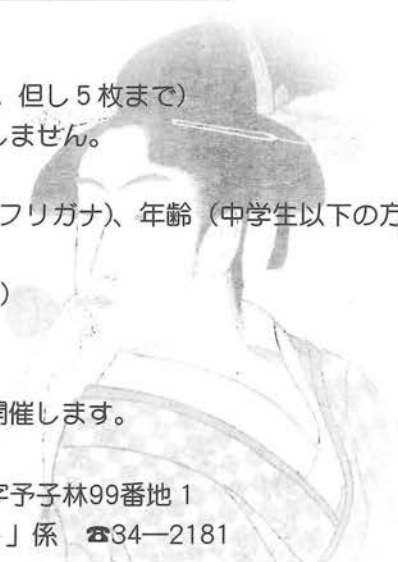 但し5枚まで)
しません。
フリガナ)、年齢(中学生以下の方
)
開催します。
字予子林99番地1
」係 ☎34―2181